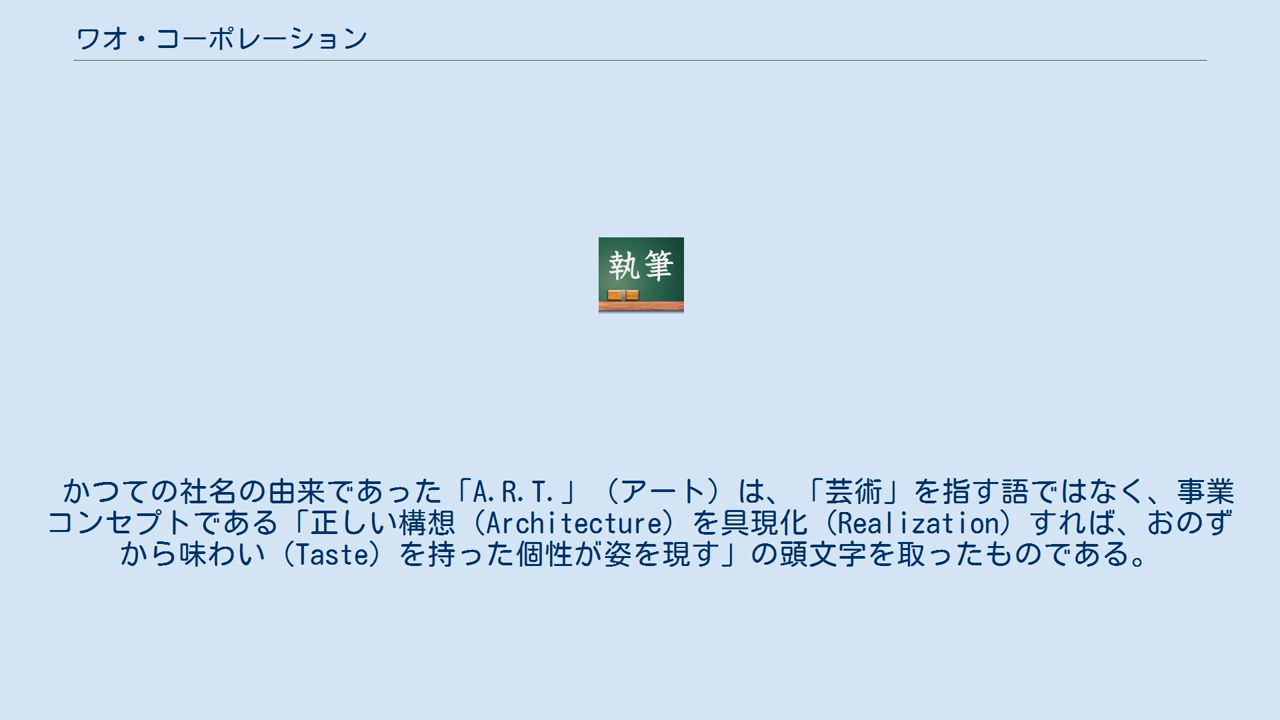 ワオ・コーポレーション
執筆
かつての社名の由来であった「A.R.T.」（アート）は、「芸術」を指す語ではなく、事業
コンセプトである「正しい構想（Architecture）を具現化（Realization）すれば、おのず
から味わい（Taste）を持った個性が姿を現す」の頭文字を取ったものである。